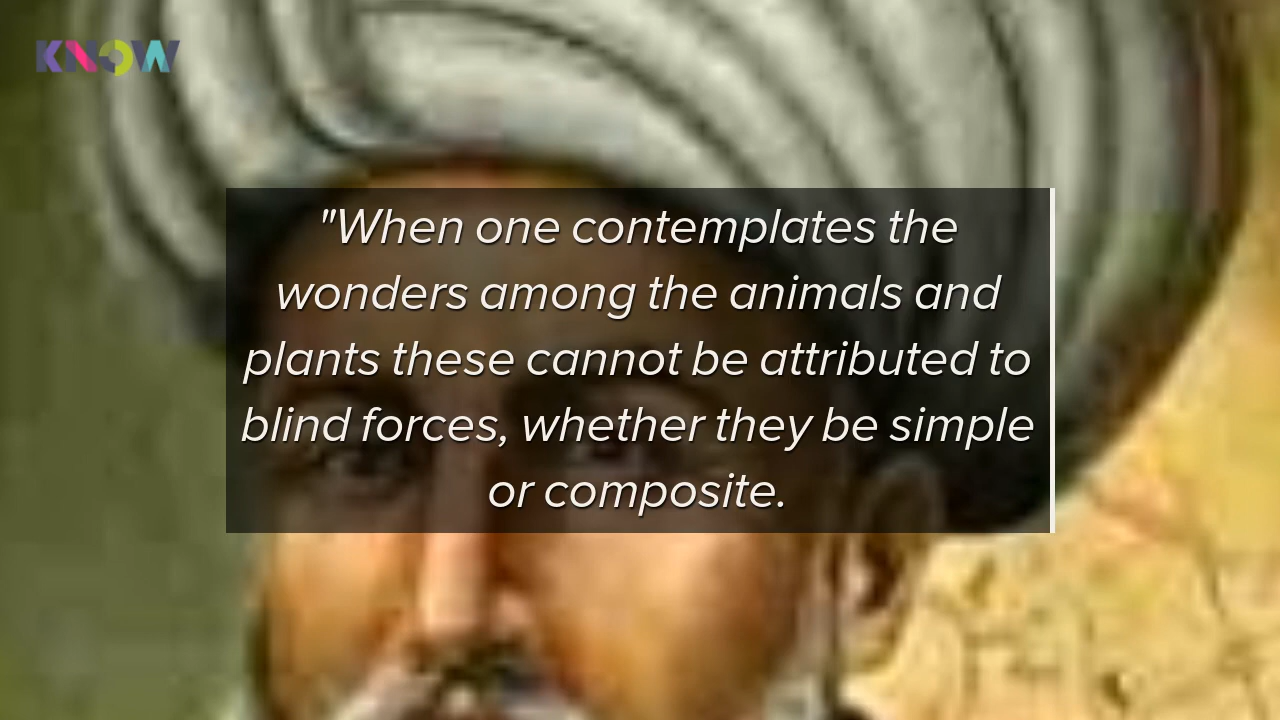 KNOW
"When one contemplates the
wonders among the animals and
plants these cannot be attributed to
blind forces, whether they be simple
or composite.